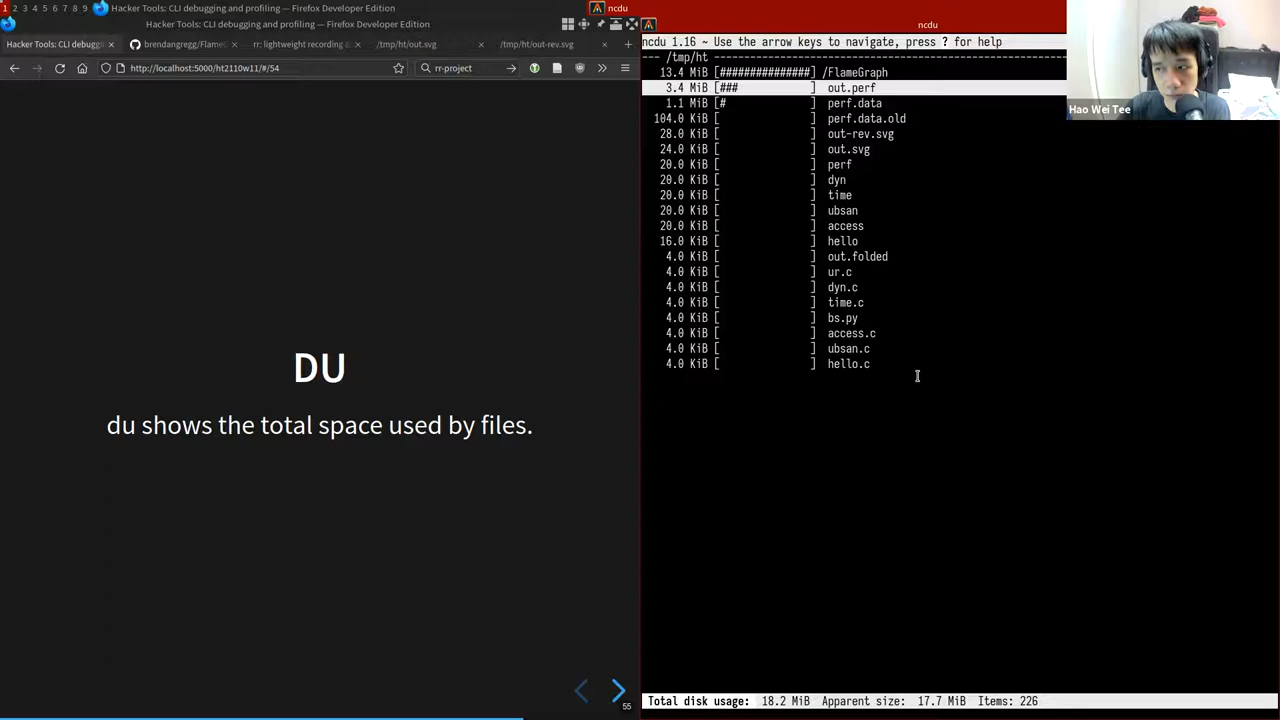 1 2 3 4 5 6 7 8 9 Hacker Tools: CLI debugging and profiling — Firefox Developer Edition
ncdu
Hacker Tools: CLI debugging and profiling — Firefox Developer Edition
ncdu
Hacker Tools: CLI debugging
brendangregg/Flame
rr: lightweight recording &
/tmp/ht/out.svg
/tmp/ht/out-rev.svg
http://localhost:5000/ht2110w11/#/54
rr-project
DU
du shows the total space used by files.
55
ncdu 1.16 ~ Use the arrow keys to navigate, press ? for help
--- /tmp/ht ---
13.4 MiB [##############] /FlameGraph
3.4 MiB [###           ] out.perf
1.1 MiB [#             ] perf.data
104.0 KiB [              ] perf.data.old
28.0 KiB [              ] out-rev.svg
24.0 KiB [              ] out.svg
20.0 KiB [              ] perf
20.0 KiB [              ] dyn
20.0 KiB [              ] time
20.0 KiB [              ] ubsan
20.0 KiB [              ] access
16.0 KiB [              ] hello
4.0 KiB [              ] out.folded
4.0 KiB [              ] ur.c
4.0 KiB [              ] dyn.c
4.0 KiB [              ] time.c
4.0 KiB [              ] bs.py
4.0 KiB [              ] access.c
4.0 KiB [              ] ubsan.c
4.0 KiB [              ] hello.c
Total disk usage: 18.2 MiB Apparent size: 17.7 MiB Items: 226
Hao Wei Tee